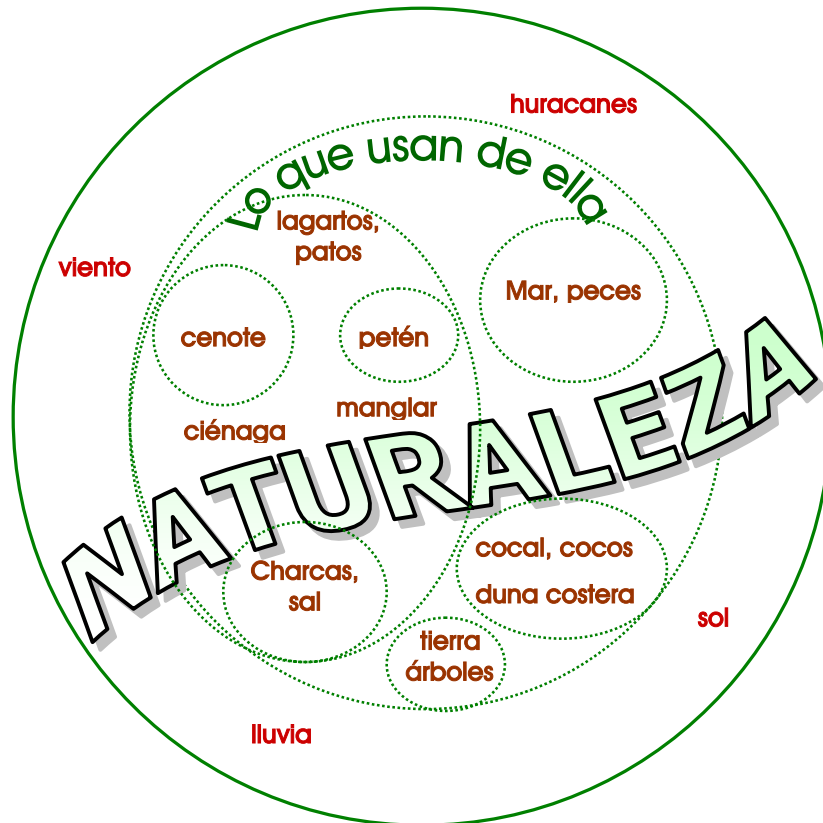 huracanes
Lo que usan de ella
lagartos,
patos
viento
Mar, peces
cenote
petén
manglar
ciénaga
NATURALEZA
cocal, cocos
Charcas,
sal
duna costera
sol
tierra
árboles
lluvia